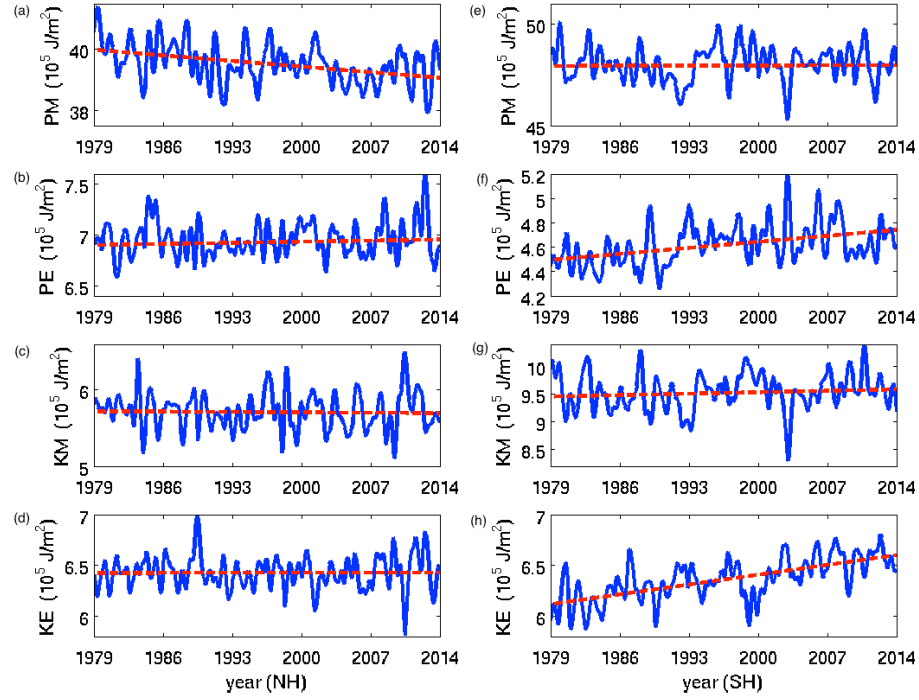 (a)
PM (10⁵ J/m²)
40
38
1979 1986 1993 2000 2007 2014
(b)
PE (10⁵ J/m²)
7.5
7
6.5
1979 1986 1993 2000 2007 2014
(c)
KM (10⁵ J/m²)
6
5
1979 1986 1993 2000 2007 2014
(d)
KE (10⁵ J/m²)
7
6.5
6
1979 1986 1993 2000 2007 2014
year (NH)
(e)
PM (10⁵ J/m²)
50
45
1979 1986 1993 2000 2007 2014
(f)
PE (10⁵ J/m²)
5.2
5
4.8
4.6
4.4
4.2
1979 1986 1993 2000 2007 2014
(g)
KM (10⁵ J/m²)
10
9.5
9
8.5
1979 1986 1993 2000 2007 2014
(h)
KE (10⁵ J/m²)
7
6.5
6
1979 1986 1993 2000 2007 2014
year (SH)